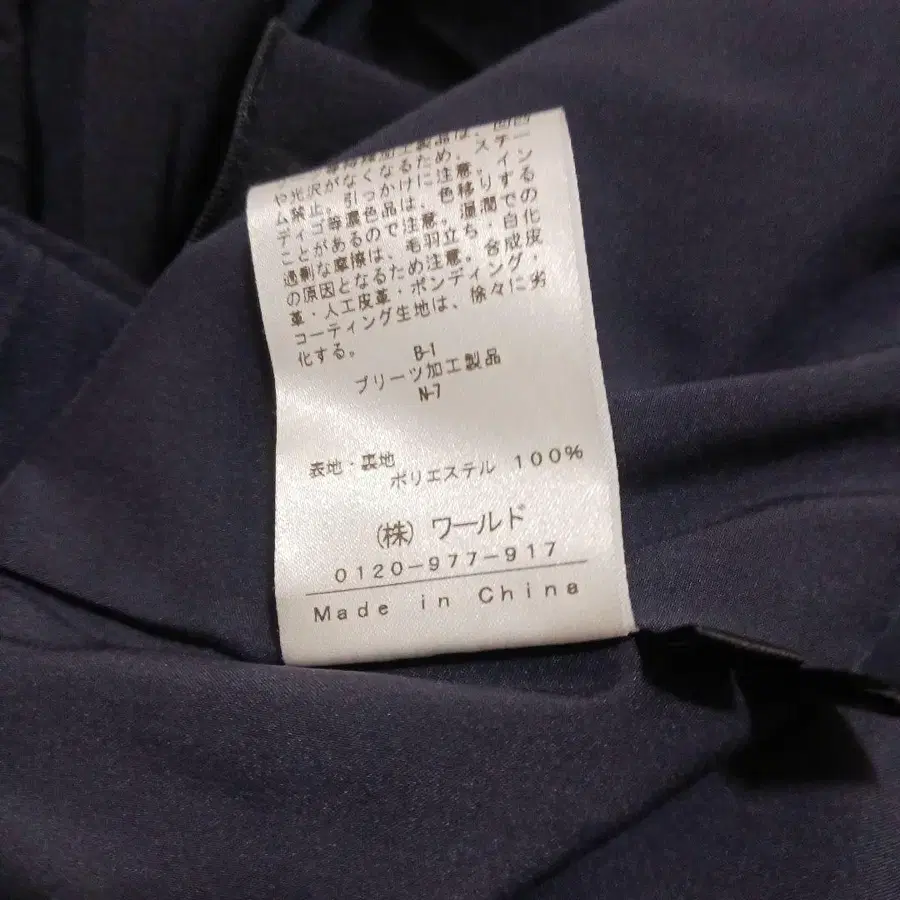 加工製品は、
や光沢がなくなるため、スチー
ム禁止。引っかけに注意。イン
ディゴ等濃色品は、色移りする
ことがあるので注意。湿潤での
過剰な摩擦は、毛羽立ち・白化
の原因となるため注意。合成皮
革・人工皮革・ボンディング・
コーティング生地は、徐々に劣
化する。
B-1
プリーツ加工製品
N-7
表地・裏地
ポリエステル 100%
(株) ワールド
0120-977-917
Made in China